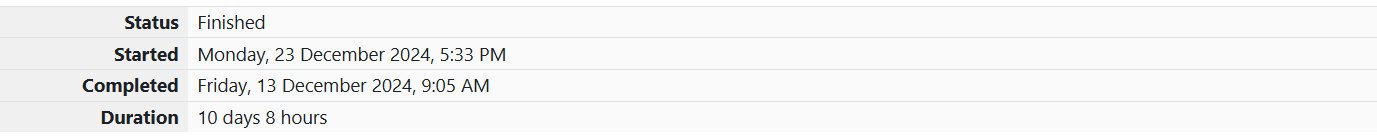 Status Finished
Started Monday, 23 December 2024, 5:33 PM
Completed Friday, 13 December 2024, 9:05 AM
Duration 10 days 8 hours